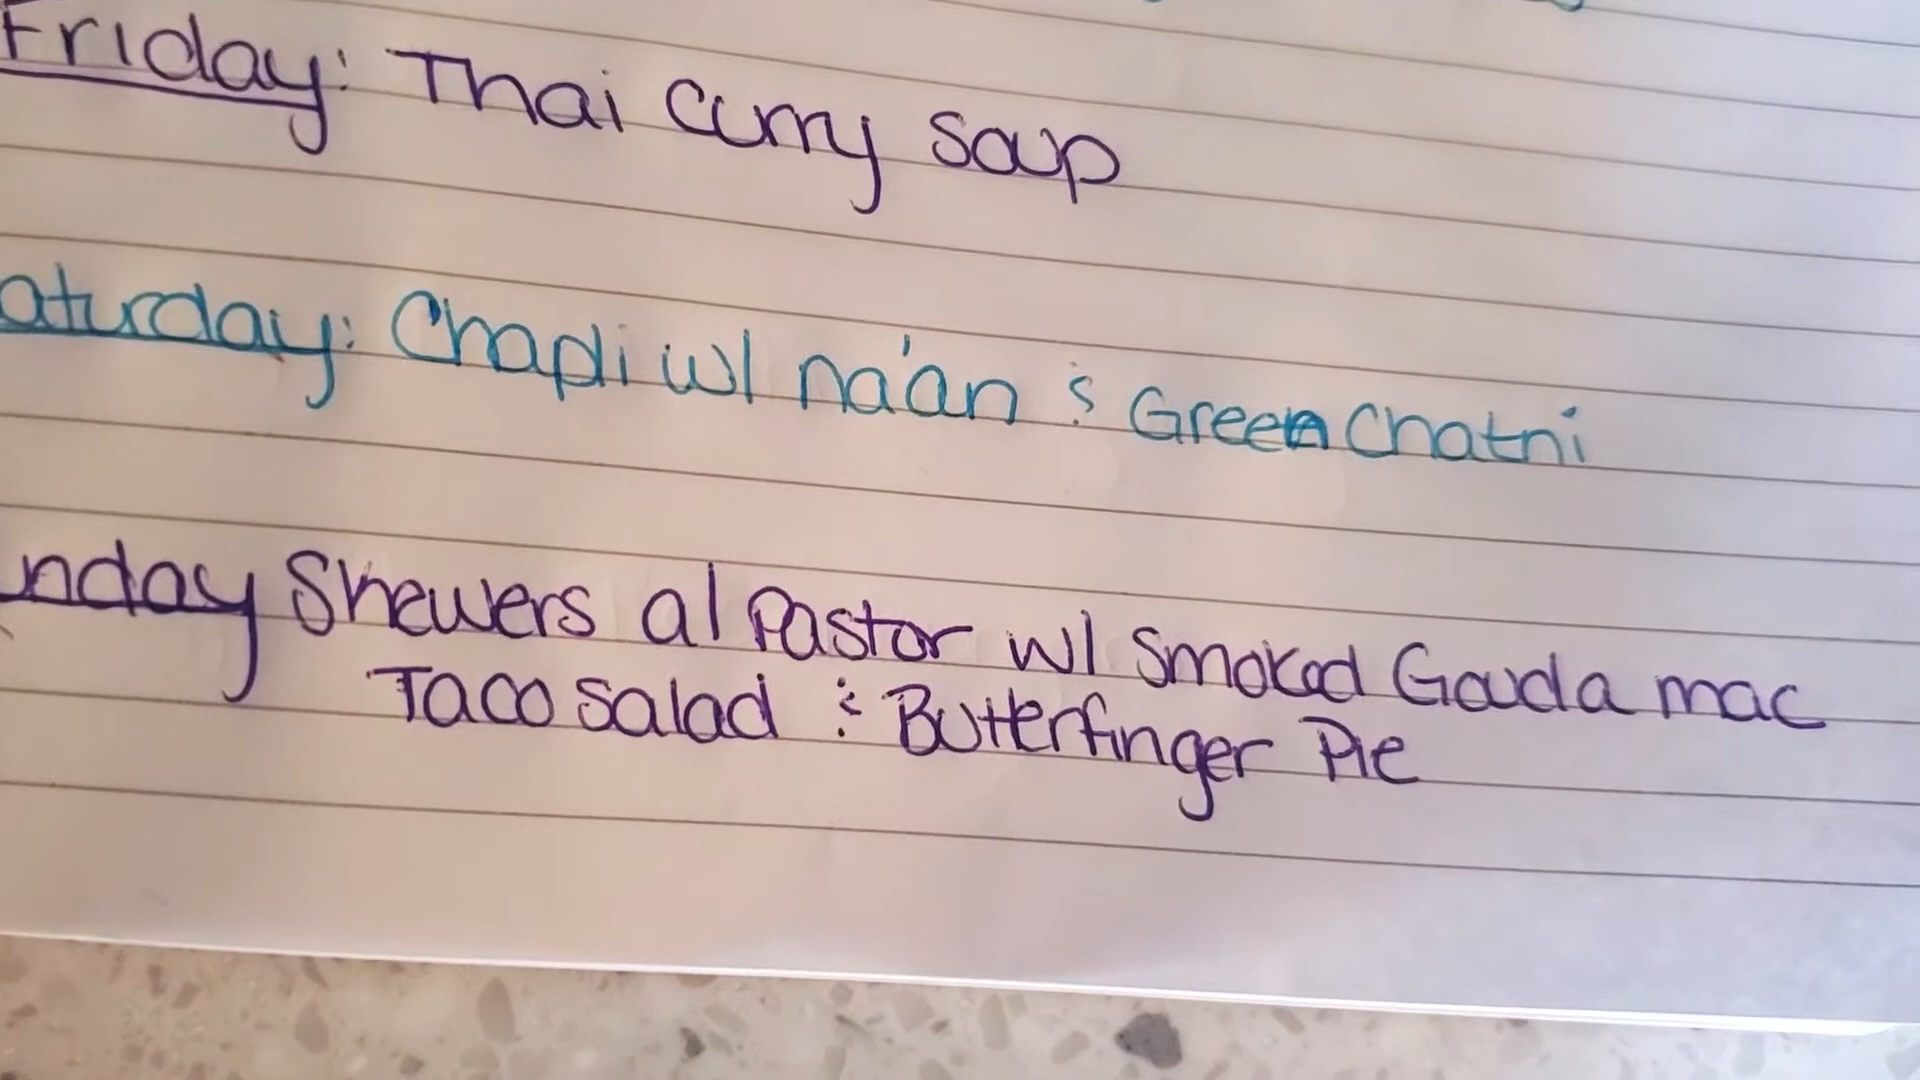 Friday: Thai Curry Soup
aturday: Chapli w/ na'an & Green Chatni
nday Skewers al Pastor w/ Smoked Gouda mac
Taco Salad & Butterfinger Pie